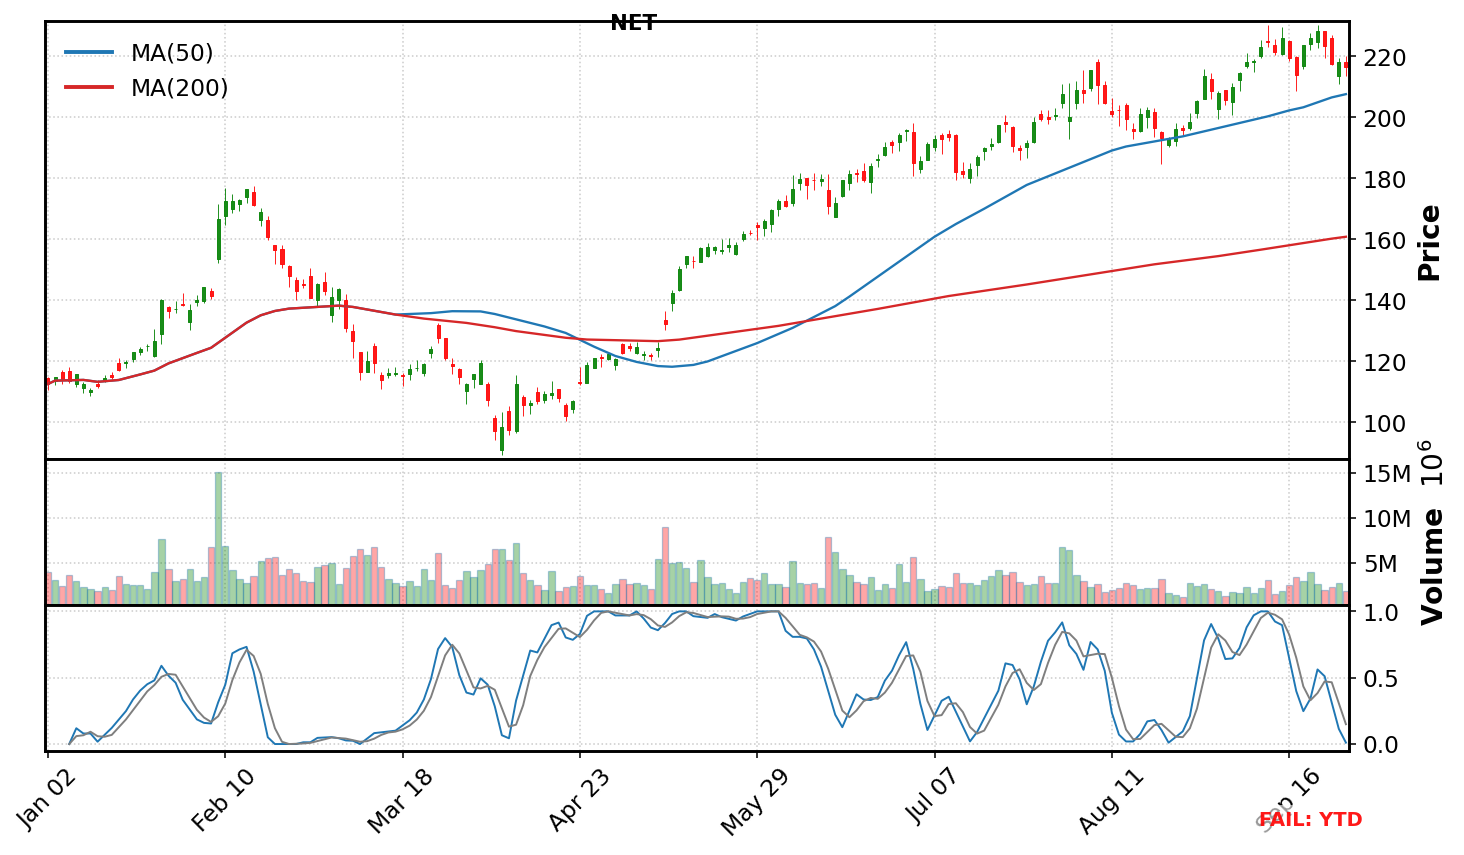 NET
MA(50)
MA(200)
220
200
180
160
140
120
100
Price
15M
10M
5M
Volume 10^6
1.0
0.5
0.0
Jan 02
Feb 10
Mar 18
Apr 23
May 29
Jul 07
Aug 11
Sep 16
FAIL: YTD